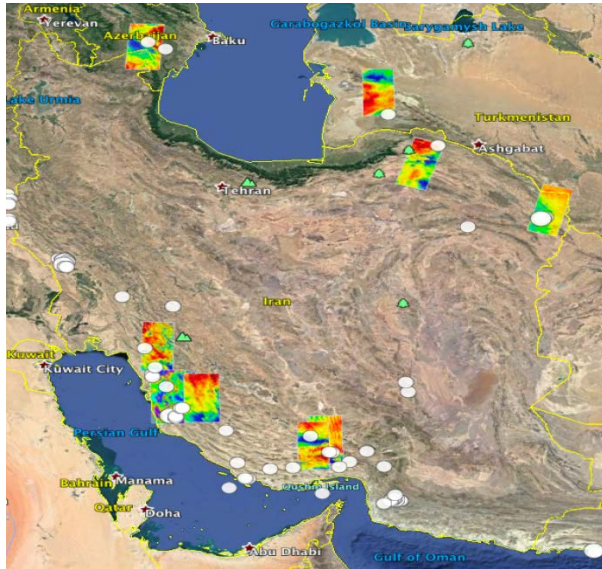 Armenia
Yerevan
Azerbaijan
Baku
Garabogazköl Basin
Sarygamysh Lake
Lake Urmia
Turkmenistan
Ashgabat
Tehran
Iran
Kuwait
Kuwait City
Persian Gulf
Bahrain
Manama
Qatar
Doha
Qushm Island
Abu Dhabi
Gulf of Oman